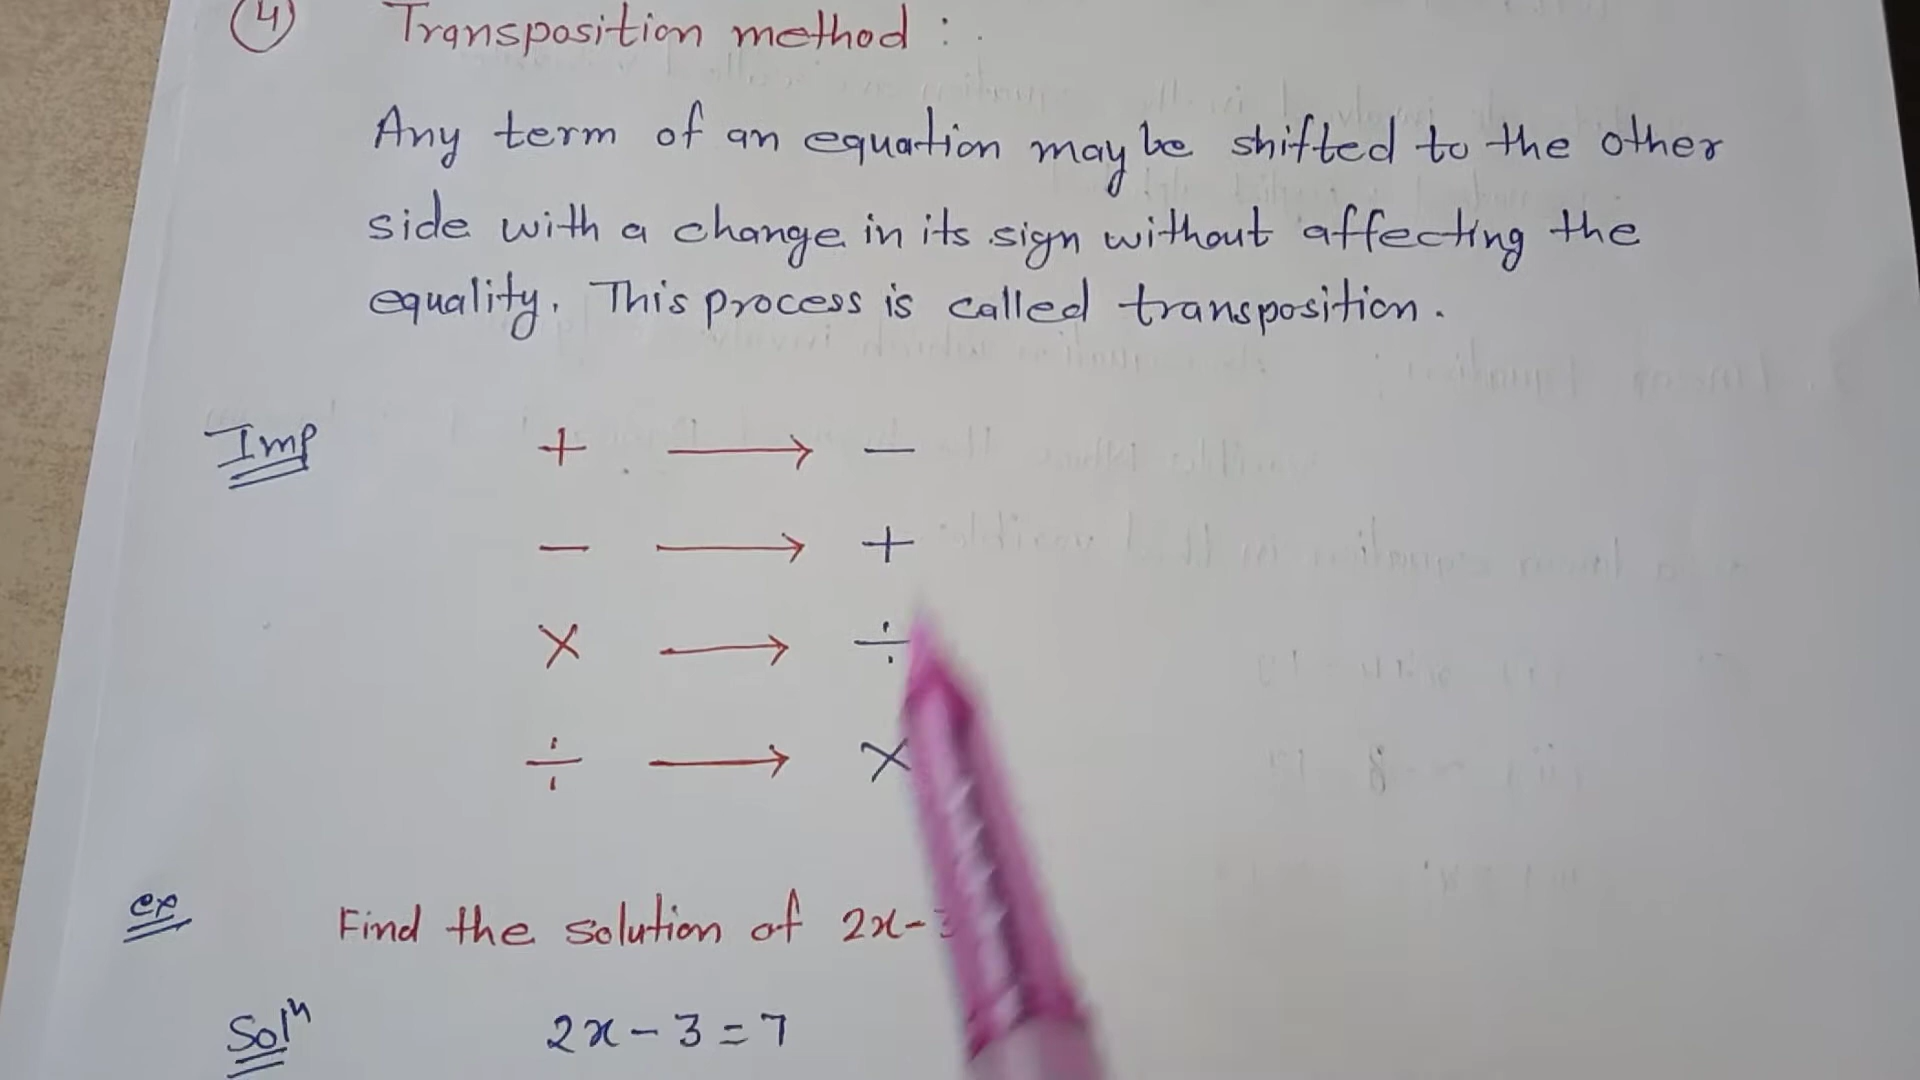 4 Transposition method :
Any term of an equation may be shifted to the other
side with a change in its sign without affecting the
equality. This process is called transposition.
Imp + → −
− → +
× → ÷
÷ → ×
ex Find the solution of 2x-3
Solⁿ 2x - 3 = 7